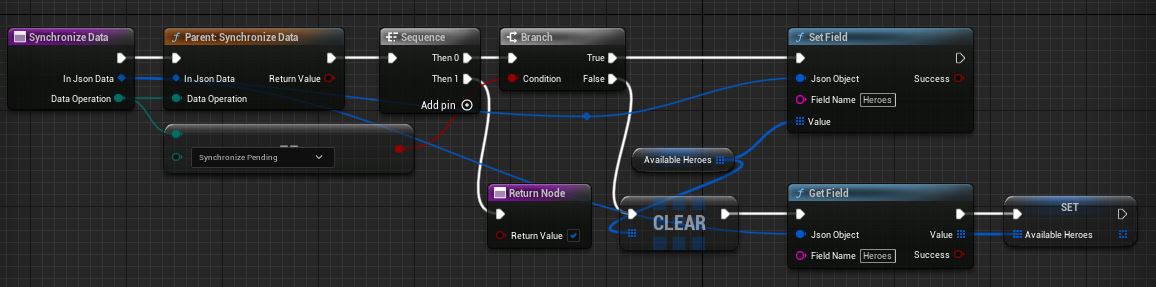 Synchronize Data
In Json Data
Data Operation
Parent: Synchronize Data
In Json Data
Return Value
Data Operation
==
Synchronize Pending
Sequence
Then 0
Then 1
Add pin
Branch
True
Condition
False
Return Node
Return Value
Available Heroes
CLEAR
Set Field
Json Object
Success
Field Name Heroes
Value
Get Field
Json Object
Value
Field Name Heroes
Success
SET
Available Heroes